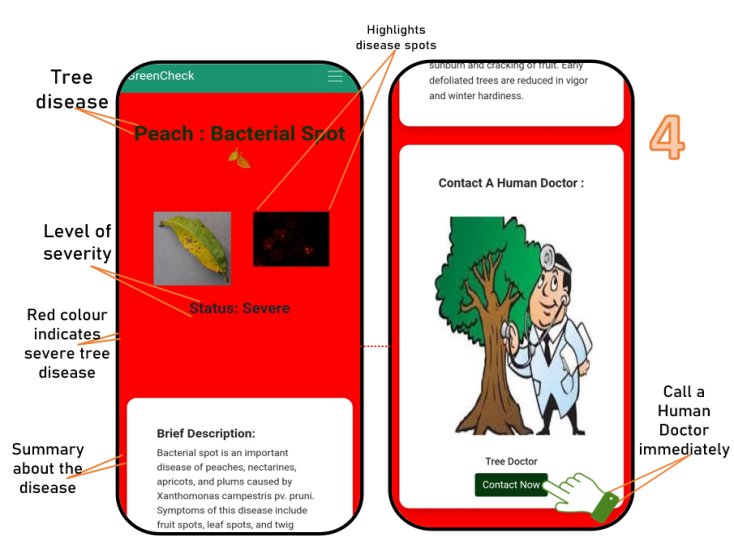 Highlights
disease spots
Tree
disease
GreenCheck
Peach : Bacterial Spot
Level of
severity
Status: Severe
Red colour
indicates
severe tree
disease
Summary
about the
disease
Brief Description:
Bacterial spot is an important
disease of peaches, nectarines,
apricots, and plums caused by
Xanthomonas campestris pv. pruni.
Symptoms of this disease include
fruit spots, leaf spots, and twig
sunburn and cracking of fruit. Early
defoliated trees are reduced in vigor
and winter hardiness.
4
Contact A Human Doctor :
Tree Doctor
Contact Now
Call a
Human
Doctor
immediately